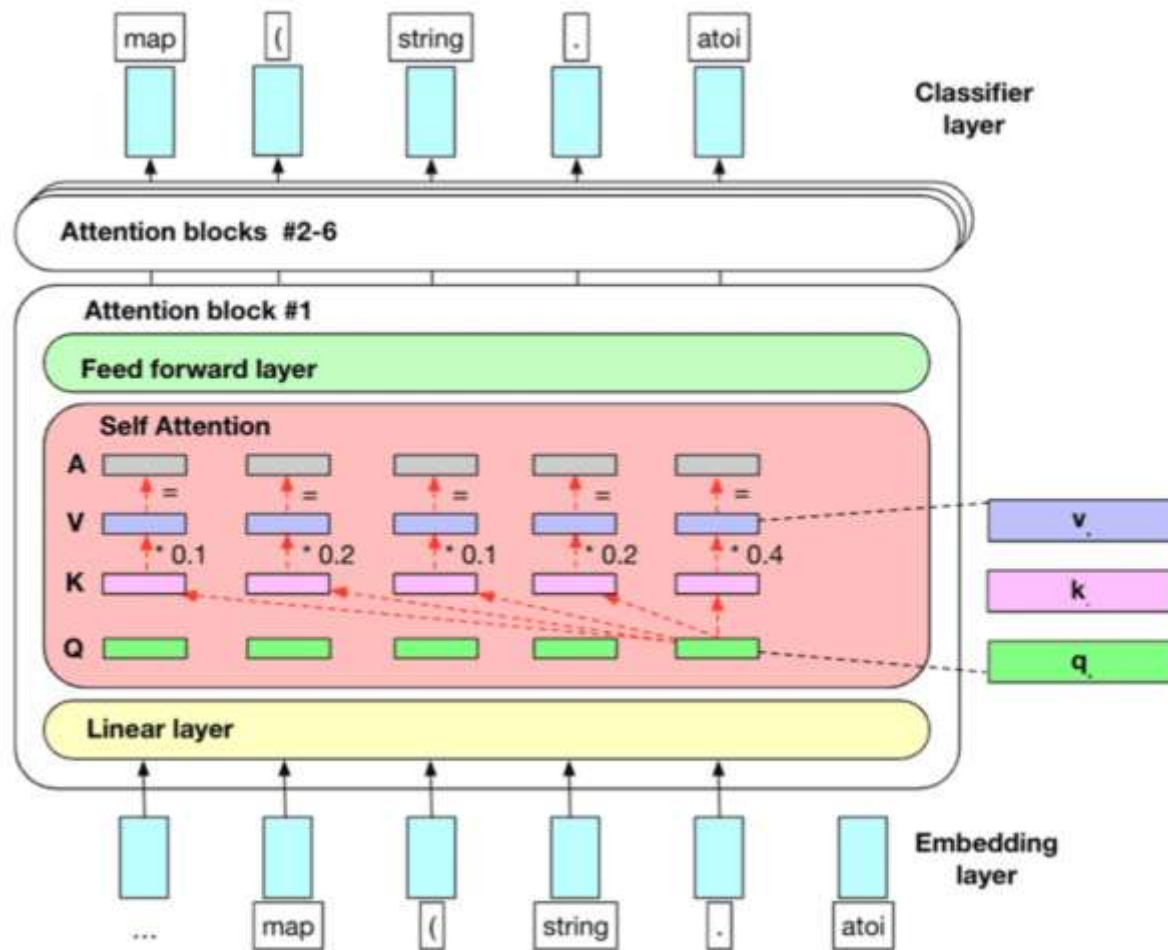 map ( string . atoi
Classifier
layer
Attention blocks #2-6
Attention block #1
Feed forward layer
Self Attention
A
= = = = =
V
v.
* 0.1 * 0.2 * 0.1 * 0.2 * 0.4
K
k.
Q
q.
Linear layer
Embedding
layer
... map ( string . atoi